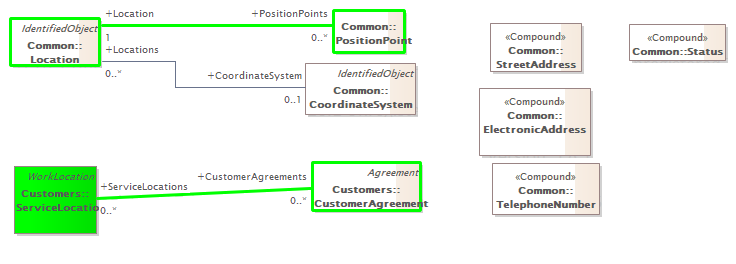 IdentifiedObject
Common::
Location
+Location
1
+PositionPoints
0..*
Common::
PositionPoint
+Locations
0..*
+CoordinateSystem
0..1
IdentifiedObject
Common::
CoordinateSystem
«Compound»
Common::
StreetAddress
«Compound»
Common::Status
«Compound»
Common::
ElectronicAddress
WorkLocation
Customers::
ServiceLocatio
+ServiceLocations
0..*
+CustomerAgreements
0..*
Agreement
Customers::
CustomerAgreement
«Compound»
Common::
TelephoneNumber